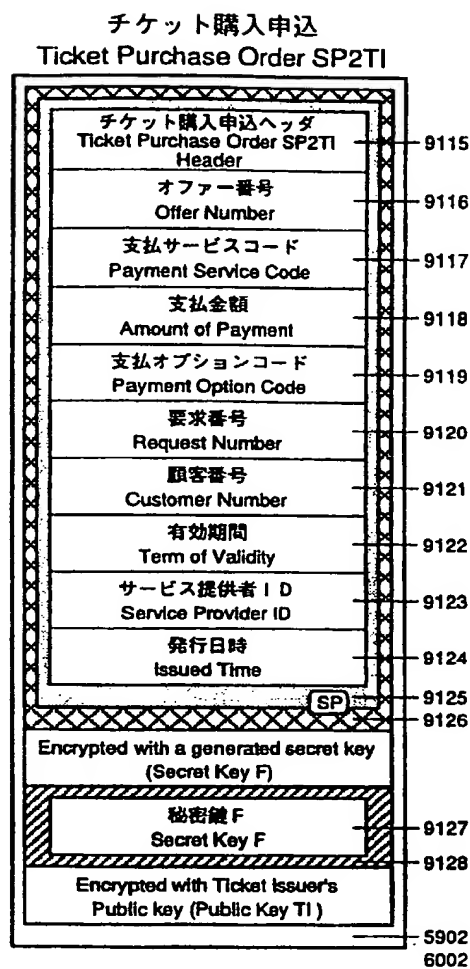 チケット購入申込
Ticket Purchase Order SP2TI
チケット購入申込ヘッダ
Ticket Purchase Order SP2TI
Header
9115
オファー番号
Offer Number
9116
支払サービスコード
Payment Service Code
9117
支払金額
Amount of Payment
9118
支払オプションコード
Payment Option Code
9119
要求番号
Request Number
9120
顧客番号
Customer Number
9121
有効期間
Term of Validity
9122
サービス提供者ID
Service Provider ID
9123
発行日時
Issued Time
9124
SP
9125
9126
Encrypted with a generated secret key
(Secret Key F)
秘密鍵F
Secret Key F
9127
9128
Encrypted with Ticket Issuer's
Public key (Public Key TI )
5902
6002